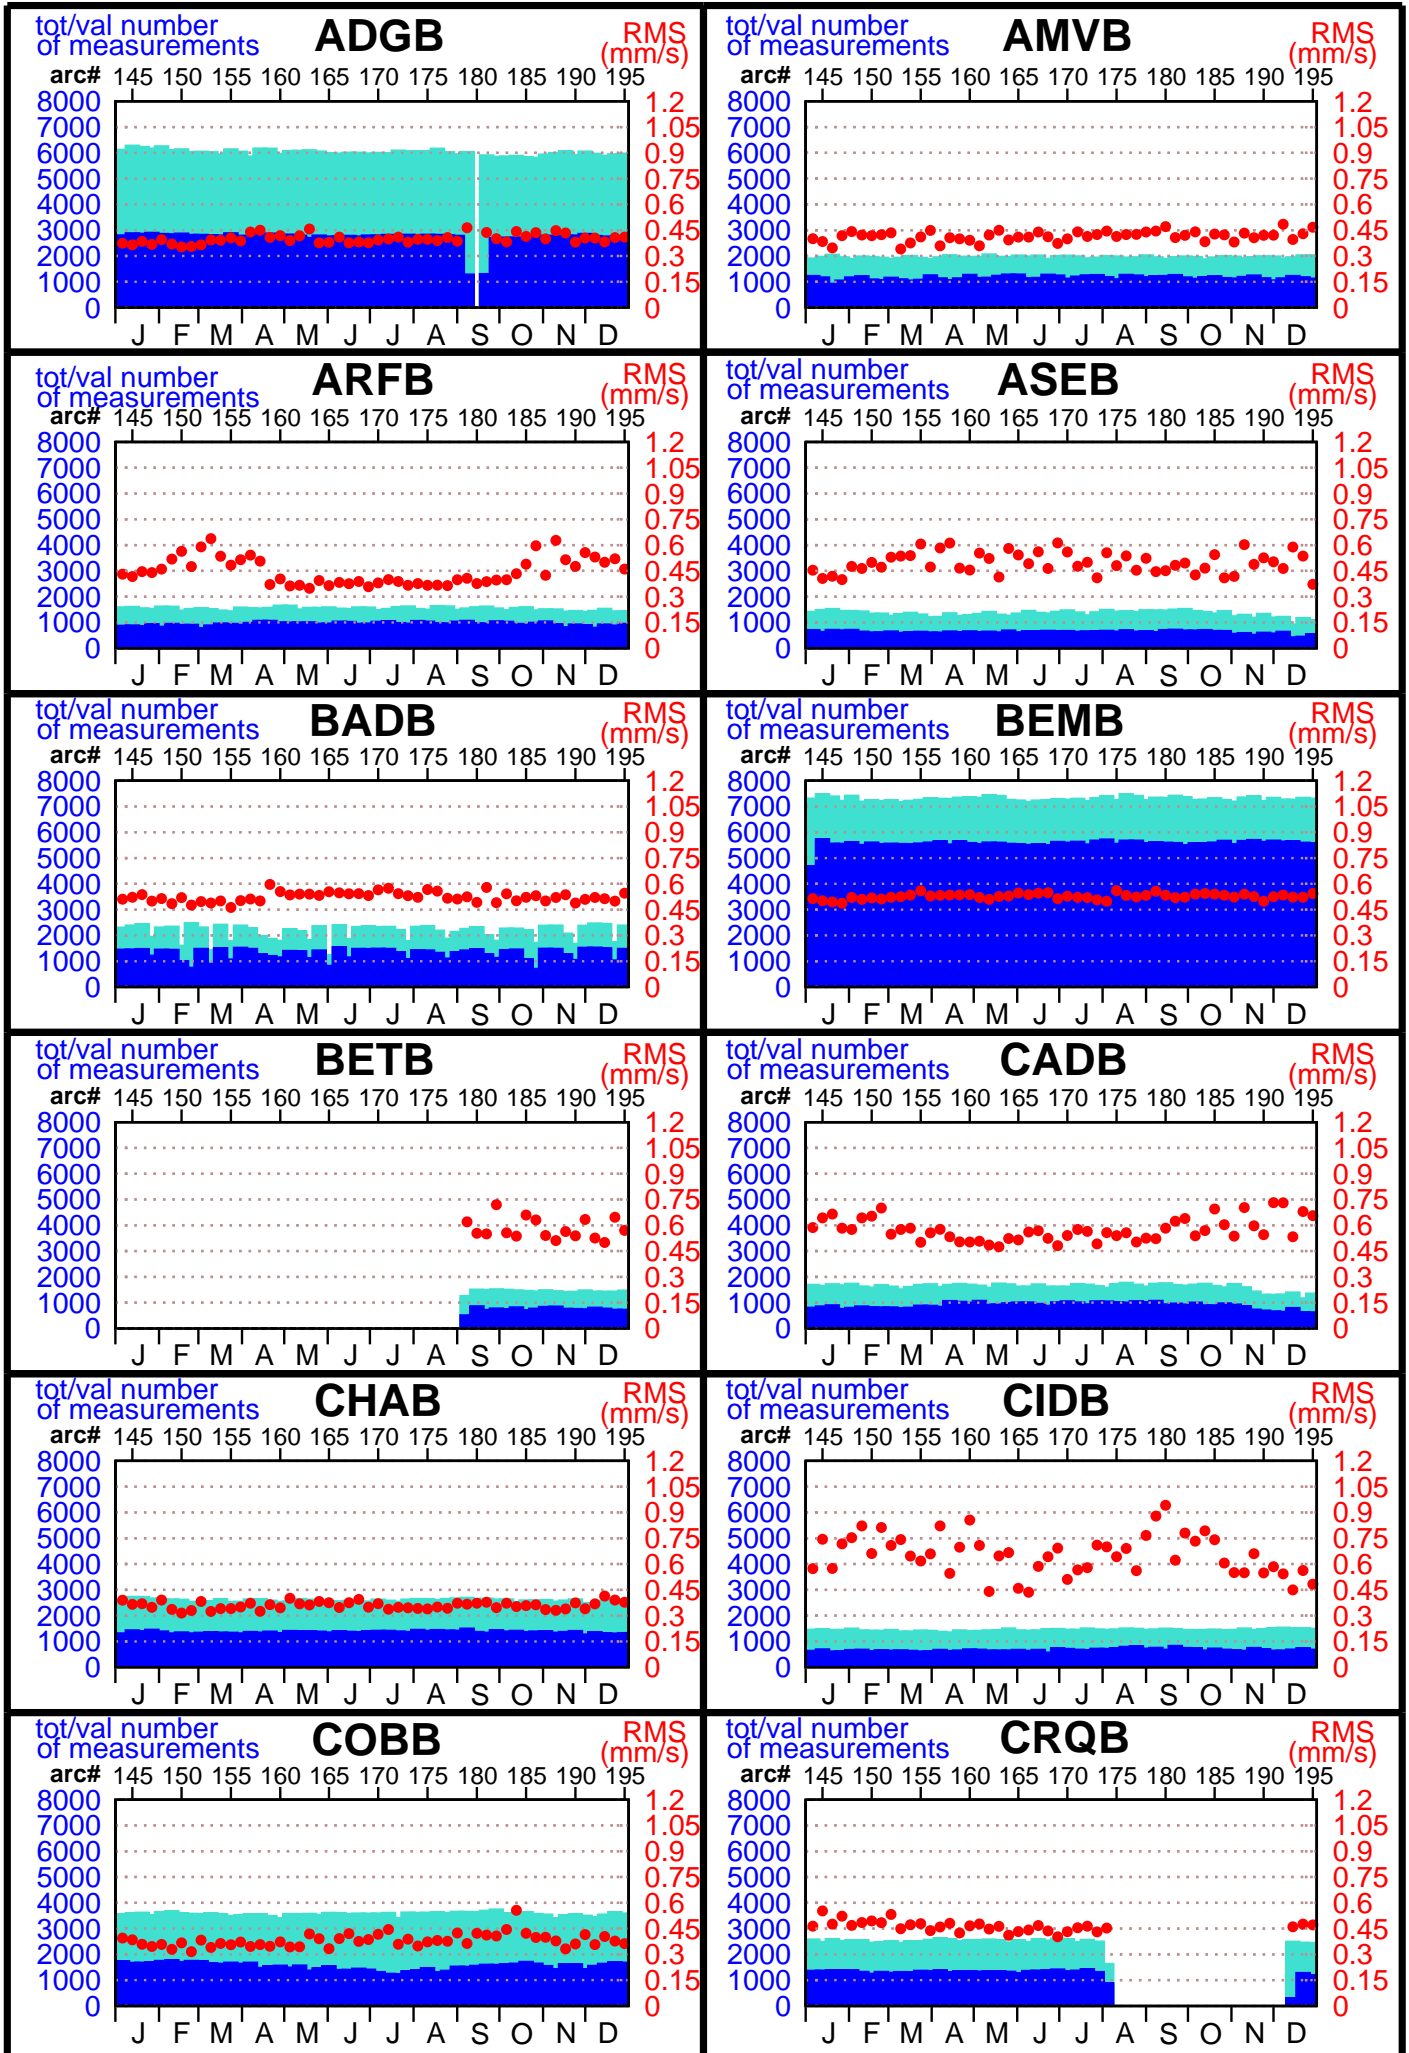 tot/val number ADGB RMS
of measurements (mm/s)
arc# 145 150 155 160 165 170 175 180 185 190 195
8000 1.2
7000 1.05
6000 0.9
5000 0.75
4000 0.6
3000 0.45
2000 0.3
1000 0.15
0 0
J F M A M J J A S O N D
tot/val number AMVB RMS
of measurements (mm/s)
arc# 145 150 155 160 165 170 175 180 185 190 195
8000 1.2
7000 1.05
6000 0.9
5000 0.75
4000 0.6
3000 0.45
2000 0.3
1000 0.15
0 0
J F M A M J J A S O N D
tot/val number ARFB RMS
of measurements (mm/s)
arc# 145 150 155 160 165 170 175 180 185 190 195
8000 1.2
7000 1.05
6000 0.9
5000 0.75
4000 0.6
3000 0.45
2000 0.3
1000 0.15
0 0
J F M A M J J A S O N D
tot/val number ASEB RMS
of measurements (mm/s)
arc# 145 150 155 160 165 170 175 180 185 190 195
8000 1.2
7000 1.05
6000 0.9
5000 0.75
4000 0.6
3000 0.45
2000 0.3
1000 0.15
0 0
J F M A M J J A S O N D
tot/val number BADB RMS
of measurements (mm/s)
arc# 145 150 155 160 165 170 175 180 185 190 195
8000 1.2
7000 1.05
6000 0.9
5000 0.75
4000 0.6
3000 0.45
2000 0.3
1000 0.15
0 0
J F M A M J J A S O N D
tot/val number BEMB RMS
of measurements (mm/s)
arc# 145 150 155 160 165 170 175 180 185 190 195
8000 1.2
7000 1.05
6000 0.9
5000 0.75
4000 0.6
3000 0.45
2000 0.3
1000 0.15
0 0
J F M A M J J A S O N D
tot/val number BETB RMS
of measurements (mm/s)
arc# 145 150 155 160 165 170 175 180 185 190 195
8000 1.2
7000 1.05
6000 0.9
5000 0.75
4000 0.6
3000 0.45
2000 0.3
1000 0.15
0 0
J F M A M J J A S O N D
tot/val number CADB RMS
of measurements (mm/s)
arc# 145 150 155 160 165 170 175 180 185 190 195
8000 1.2
7000 1.05
6000 0.9
5000 0.75
4000 0.6
3000 0.45
2000 0.3
1000 0.15
0 0
J F M A M J J A S O N D
tot/val number CHAB RMS
of measurements (mm/s)
arc# 145 150 155 160 165 170 175 180 185 190 195
8000 1.2
7000 1.05
6000 0.9
5000 0.75
4000 0.6
3000 0.45
2000 0.3
1000 0.15
0 0
J F M A M J J A S O N D
tot/val number CIDB RMS
of measurements (mm/s)
arc# 145 150 155 160 165 170 175 180 185 190 195
8000 1.2
7000 1.05
6000 0.9
5000 0.75
4000 0.6
3000 0.45
2000 0.3
1000 0.15
0 0
J F M A M J J A S O N D
tot/val number COBB RMS
of measurements (mm/s)
arc# 145 150 155 160 165 170 175 180 185 190 195
8000 1.2
7000 1.05
6000 0.9
5000 0.75
4000 0.6
3000 0.45
2000 0.3
1000 0.15
0 0
J F M A M J J A S O N D
tot/val number CRQB RMS
of measurements (mm/s)
arc# 145 150 155 160 165 170 175 180 185 190 195
8000 1.2
7000 1.05
6000 0.9
5000 0.75
4000 0.6
3000 0.45
2000 0.3
1000 0.15
0 0
J F M A M J J A S O N D